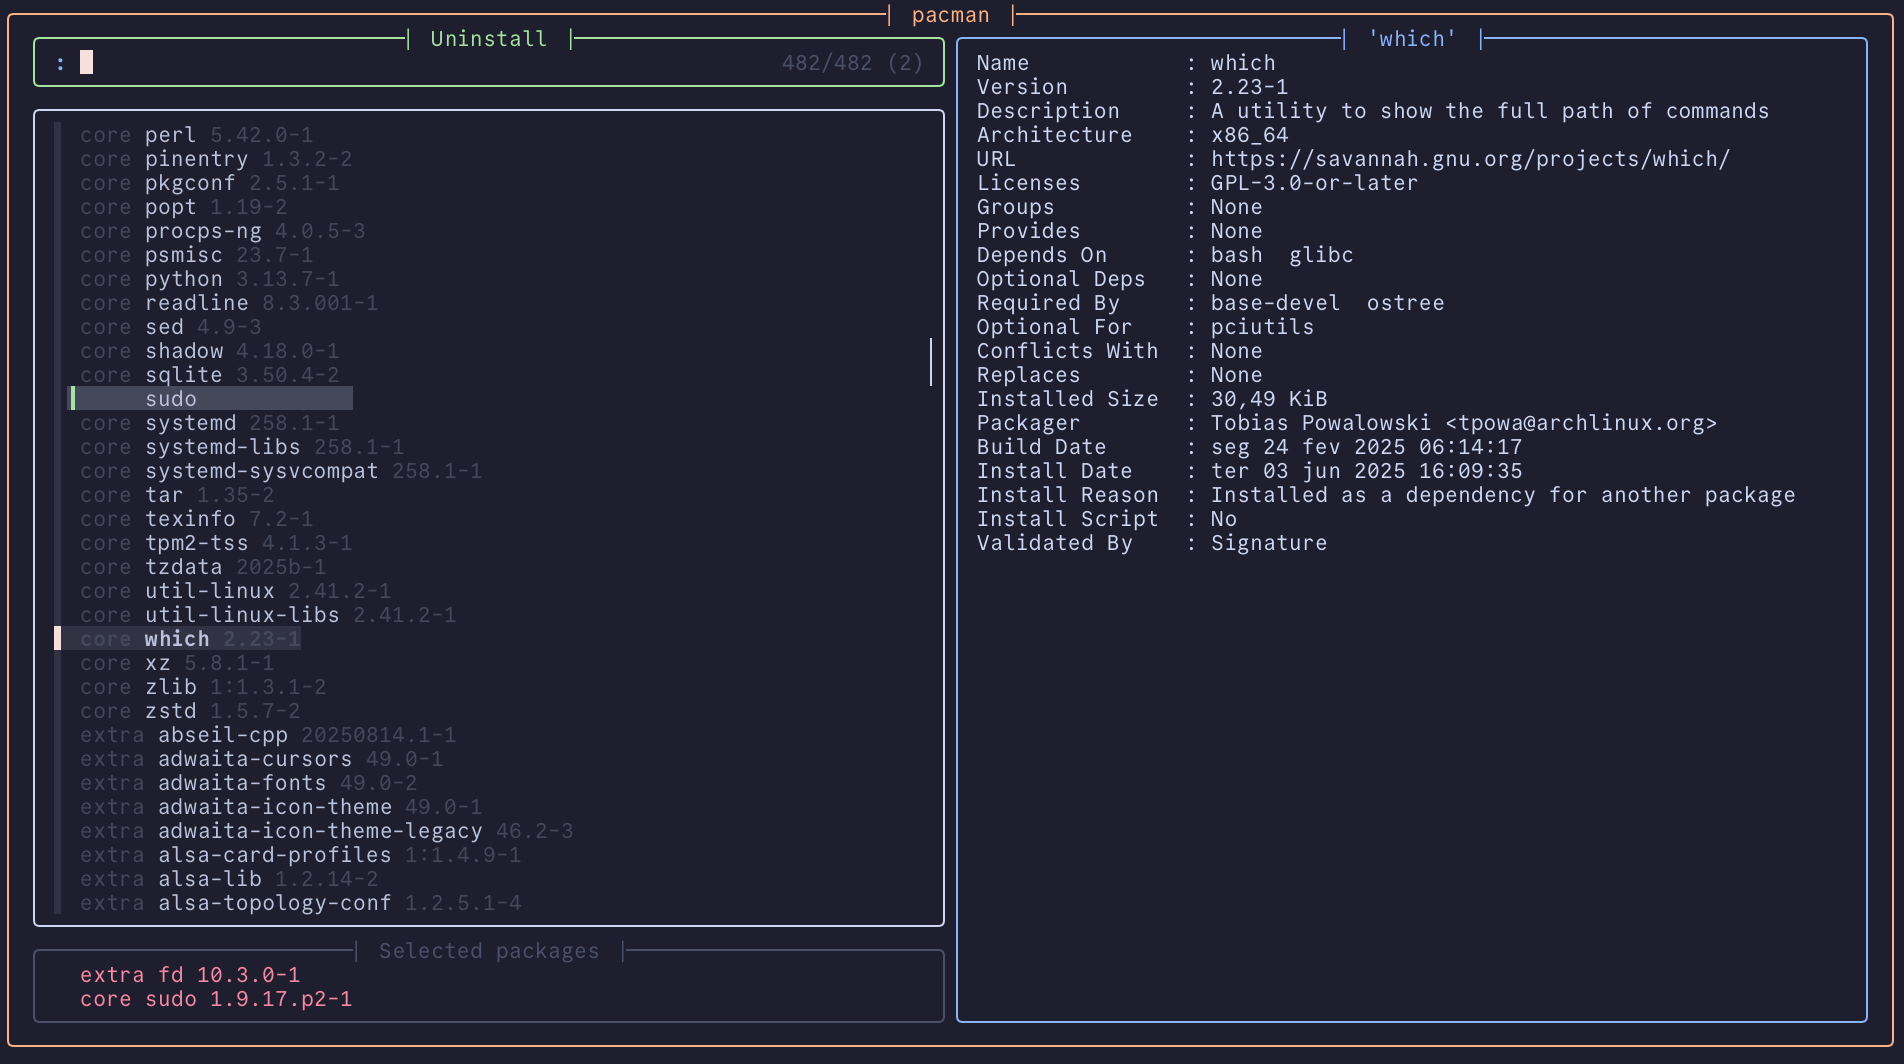 pacman
Uninstall
: 482/482 (2)
core perl 5.42.0-1
core pinentry 1.3.2-2
core pkgconf 2.5.1-1
core popt 1.19-2
core procps-ng 4.0.5-3
core psmisc 23.7-1
core python 3.13.7-1
core readline 8.3.001-1
core sed 4.9-3
core shadow 4.18.0-1
core sqlite 3.50.4-2
sudo
core systemd 258.1-1
core systemd-libs 258.1-1
core systemd-sysvcompat 258.1-1
core tar 1.35-2
core texinfo 7.2-1
core tpm2-tss 4.1.3-1
core tzdata 2025b-1
core util-linux 2.41.2-1
core util-linux-libs 2.41.2-1
core which 2.23-1
core xz 5.8.1-1
core zlib 1:1.3.1-2
core zstd 1.5.7-2
extra abseil-cpp 20250814.1-1
extra adwaita-cursors 49.0-1
extra adwaita-fonts 49.0-2
extra adwaita-icon-theme 49.0-1
extra adwaita-icon-theme-legacy 46.2-3
extra alsa-card-profiles 1:1.4.9-1
extra alsa-lib 1.2.14-2
extra alsa-topology-conf 1.2.5.1-4
Selected packages
extra fd 10.3.0-1
core sudo 1.9.17.p2-1
'which'
Name : which
Version : 2.23-1
Description : A utility to show the full path of commands
Architecture : x86_64
URL : https://savannah.gnu.org/projects/which/
Licenses : GPL-3.0-or-later
Groups : None
Provides : None
Depends On : bash glibc
Optional Deps : None
Required By : base-devel ostree
Optional For : pciutils
Conflicts With : None
Replaces : None
Installed Size : 30,49 KiB
Packager : Tobias Powalowski <tpowa@archlinux.org>
Build Date : seg 24 fev 2025 06:14:17
Install Date : ter 03 jun 2025 16:09:35
Install Reason : Installed as a dependency for another package
Install Script : No
Validated By : Signature